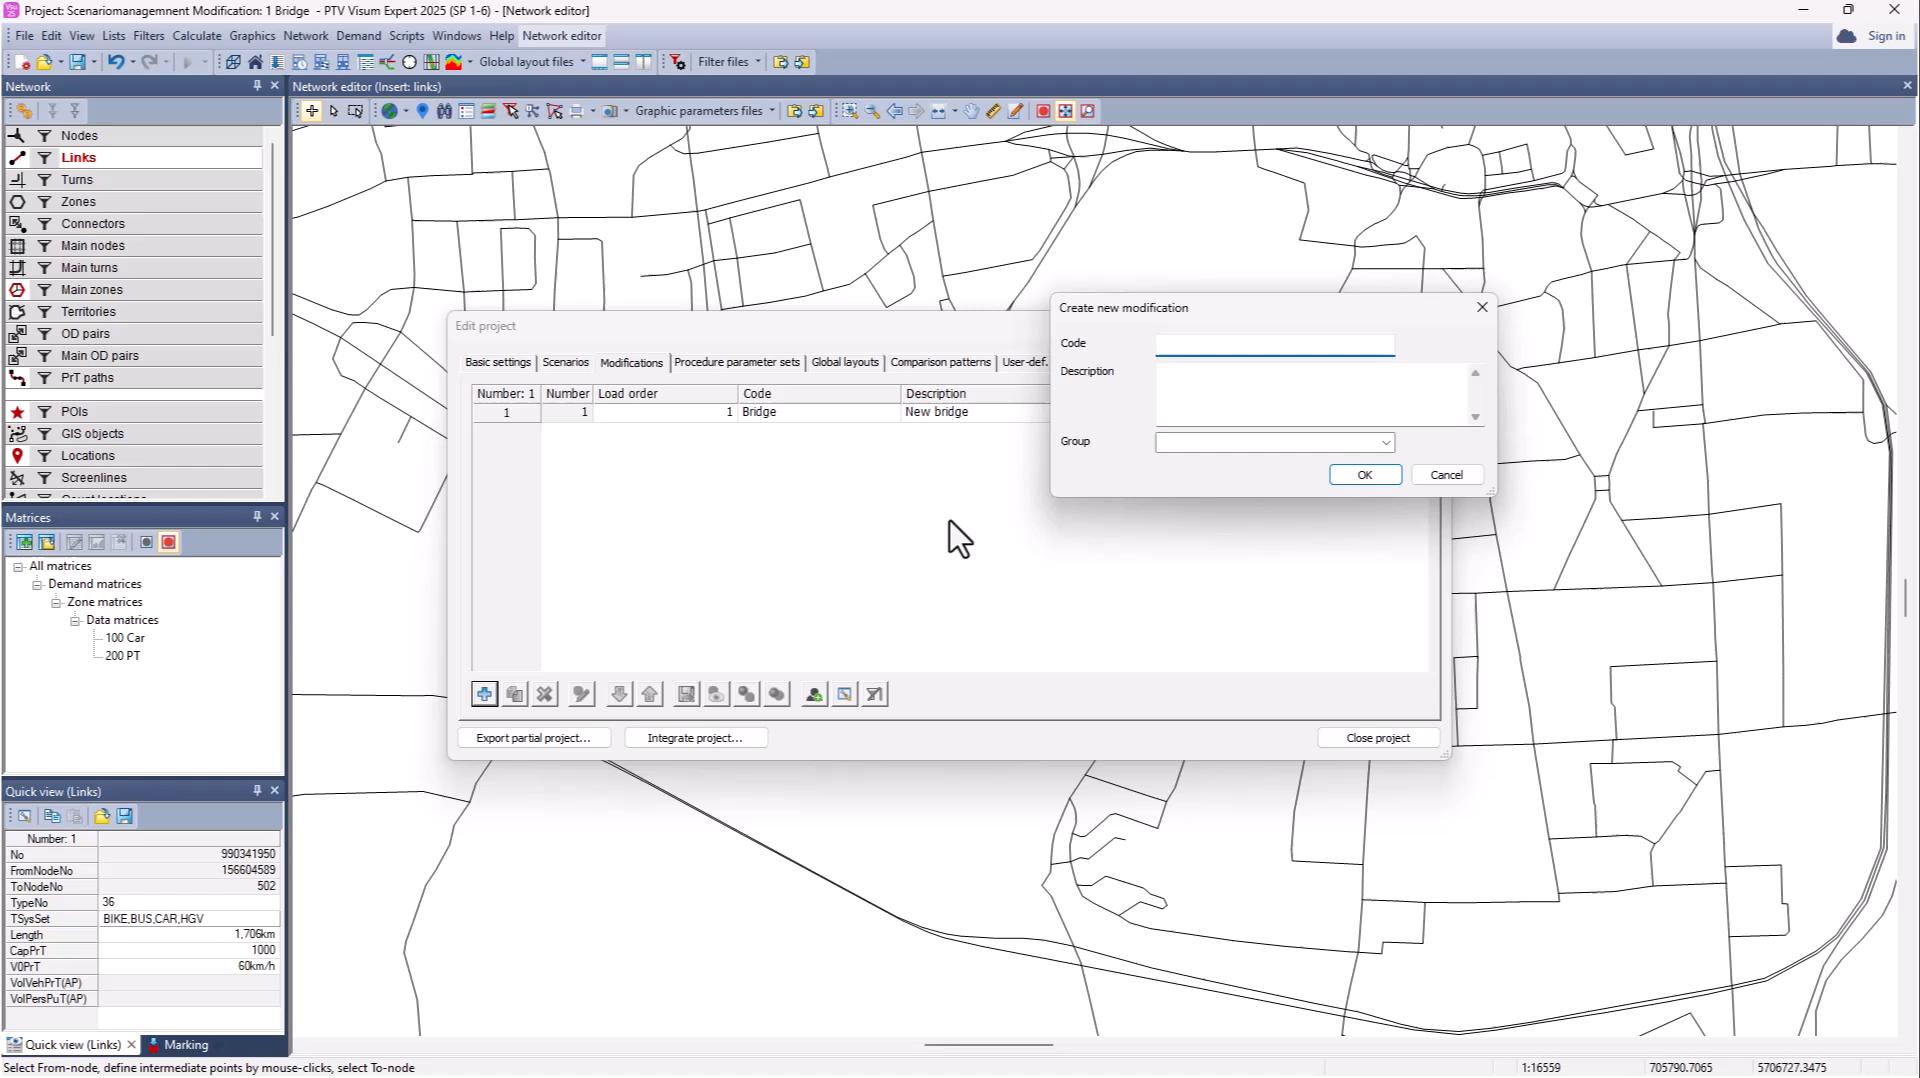 Project: Scenariomanagemnent Modification: 1 Bridge - PTV Visum Expert 2025 (SP 1-6) - [Network editor]
File Edit View Lists Filters Calculate Graphics Network Demand Scripts Windows Help Network editor
Sign in
Global layout files
Filter files
Network
Network editor (Insert: links)
Graphic parameters files
Nodes
Links
Turns
Zones
Connectors
Main nodes
Main turns
Main zones
Territories
OD pairs
Main OD pairs
PrT paths
POIs
GIS objects
Locations
Screenlines
Matrices
All matrices
Demand matrices
Zone matrices
Data matrices
100 Car
200 PT
Quick view (Links)
Number: 1
No 990341950
FromNodeNo 156604589
ToNodeNo 502
TypeNo 36
TSysSet BIKE,BUS,CAR,HGV
Length 1,706km
CapPrT 1000
V0PrT 60km/h
VolVehPrT(AP)
VolPersPuT(AP)
Quick view (Links) Marking
Edit project
Basic settings Scenarios Modifications Procedure parameter sets Global layouts Comparison patterns User-def.
Number: 1 Number Load order Code Description
1 1 1 Bridge New bridge
Export partial project... Integrate project... Close project
Create new modification
Code
Description
Group
OK Cancel
Select From-node, define intermediate points by mouse-clicks, select To-node
1:16559 705790.7065 5706727.3475